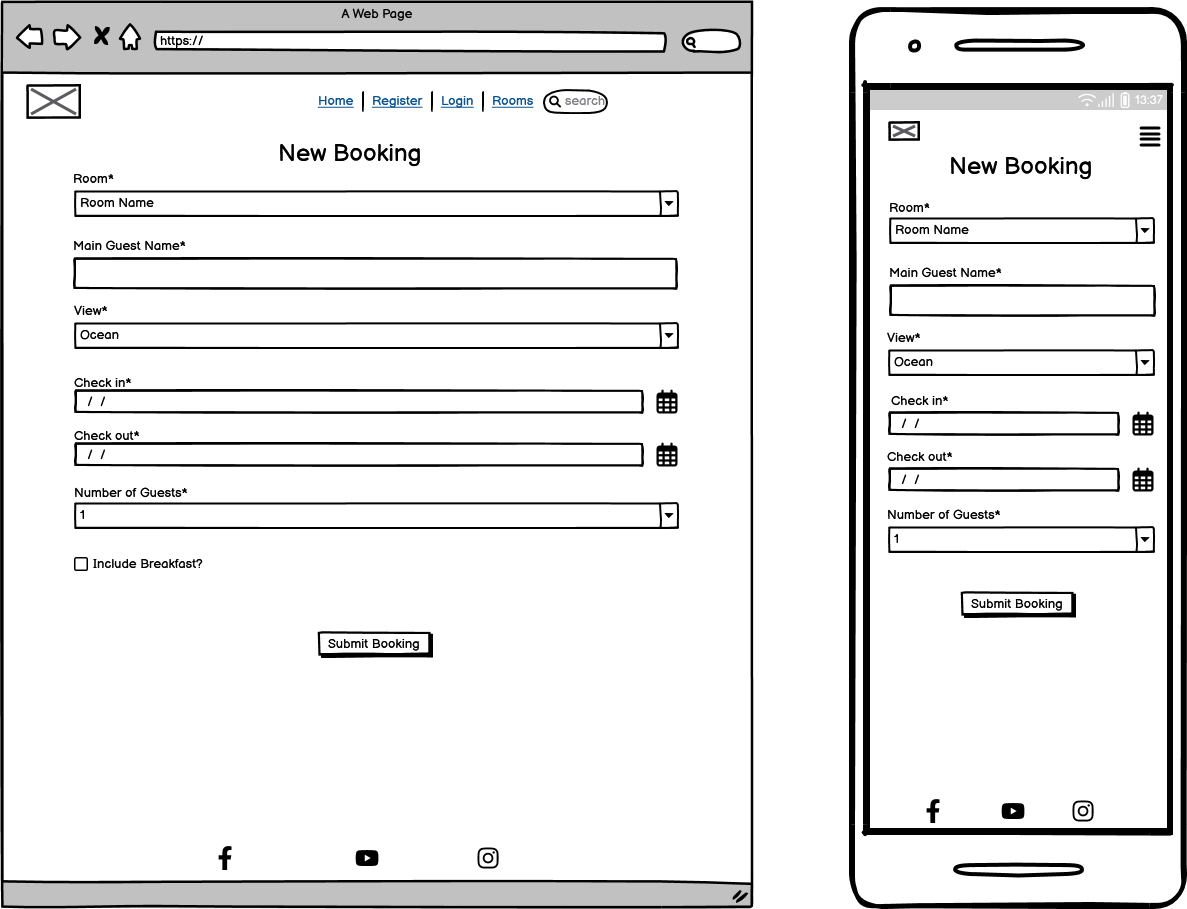 A Web Page
https://
Home | Register | Login | Rooms search
New Booking
Room*
Room Name
Main Guest Name*
View*
Ocean
Check in*
/ /
Check out*
/ /
Number of Guests*
1
Include Breakfast?
Submit Booking
13:37
New Booking
Room*
Room Name
Main Guest Name*
View*
Ocean
Check in*
/ /
Check out*
/ /
Number of Guests*
1
Submit Booking